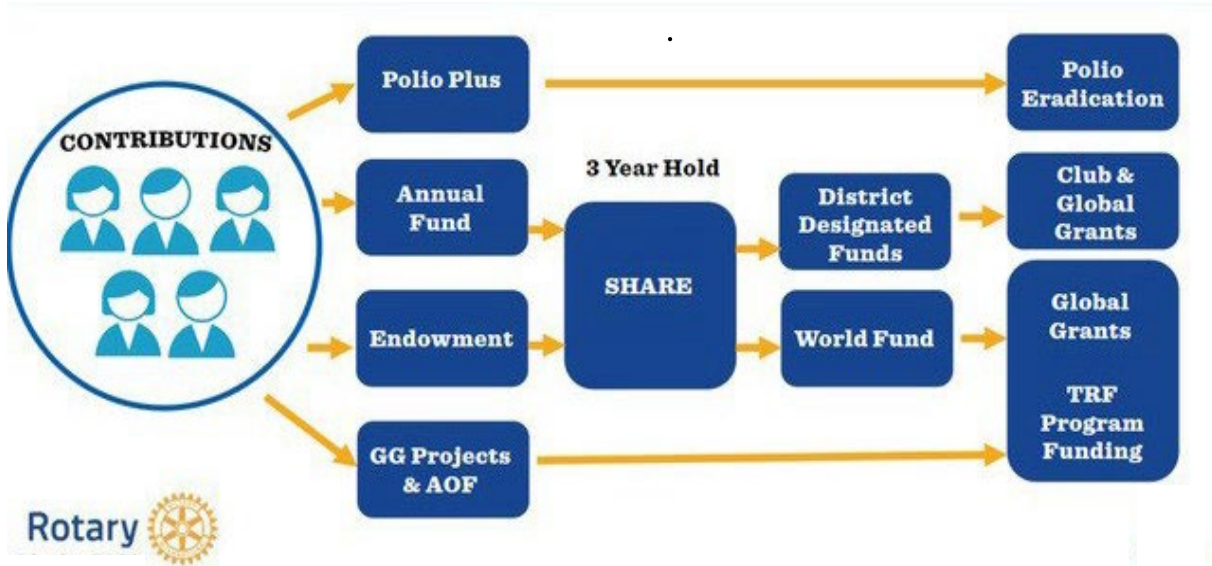 CONTRIBUTIONS
Polio Plus
Polio
Eradication
Annual
Fund
3 Year Hold
SHARE
District
Designated
Funds
Club &
Global
Grants
Endowment
World Fund
Global
Grants
TRF
Program
Funding
GG Projects
& AOF
Rotary